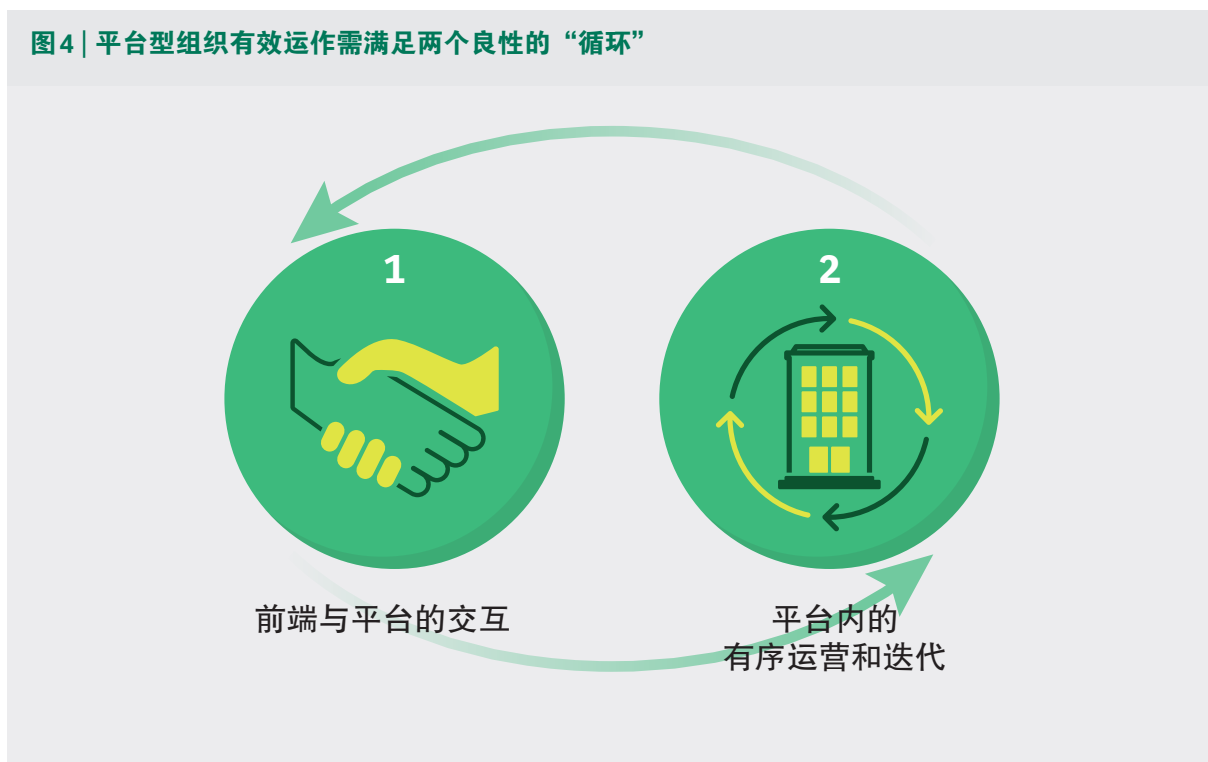 图4 | 平台型组织有效运作需满足两个良性的“循环”
1
2
前端与平台的交互
平台内的
有序运营和迭代